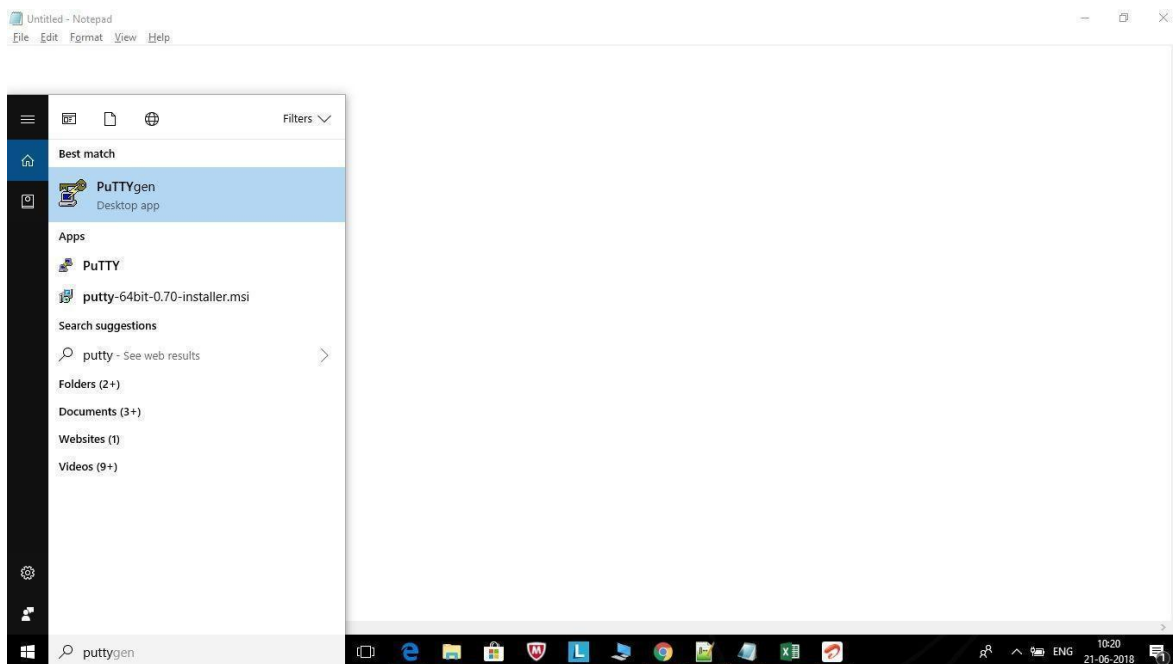 Untitled - Notepad
File Edit Format View Help
Filters
Best match
PuTTYgen
Desktop app
Apps
PuTTY
putty-64bit-0.70-installer.msi
Search suggestions
putty - See web results
Folders (2+)
Documents (3+)
Websites (1)
Videos (9+)
puttygen
ENG
10:20
21-06-2018